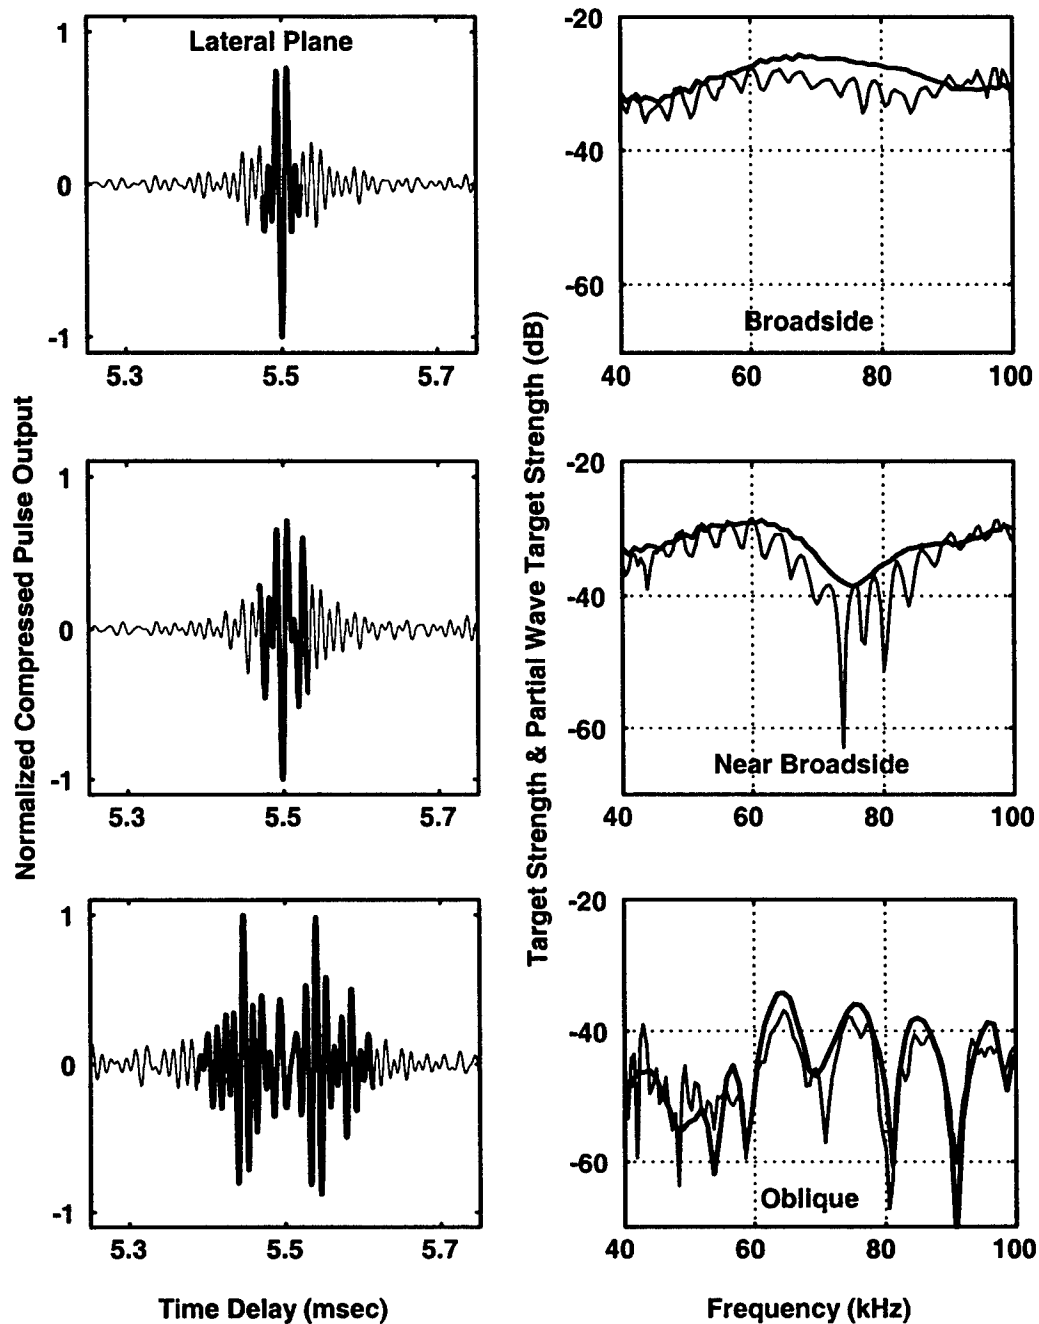 Lateral Plane
1
0
-1
5.3 5.5 5.7
-20
-40
-60
Broadside
40 60 80 100
1
0
-1
5.3 5.5 5.7
-20
-40
-60
Near Broadside
40 60 80 100
1
0
-1
5.3 5.5 5.7
-20
-40
-60
Oblique
40 60 80 100
Normalized Compressed Pulse Output
Target Strength & Partial Wave Target Strength (dB)
Time Delay (msec)
Frequency (kHz)